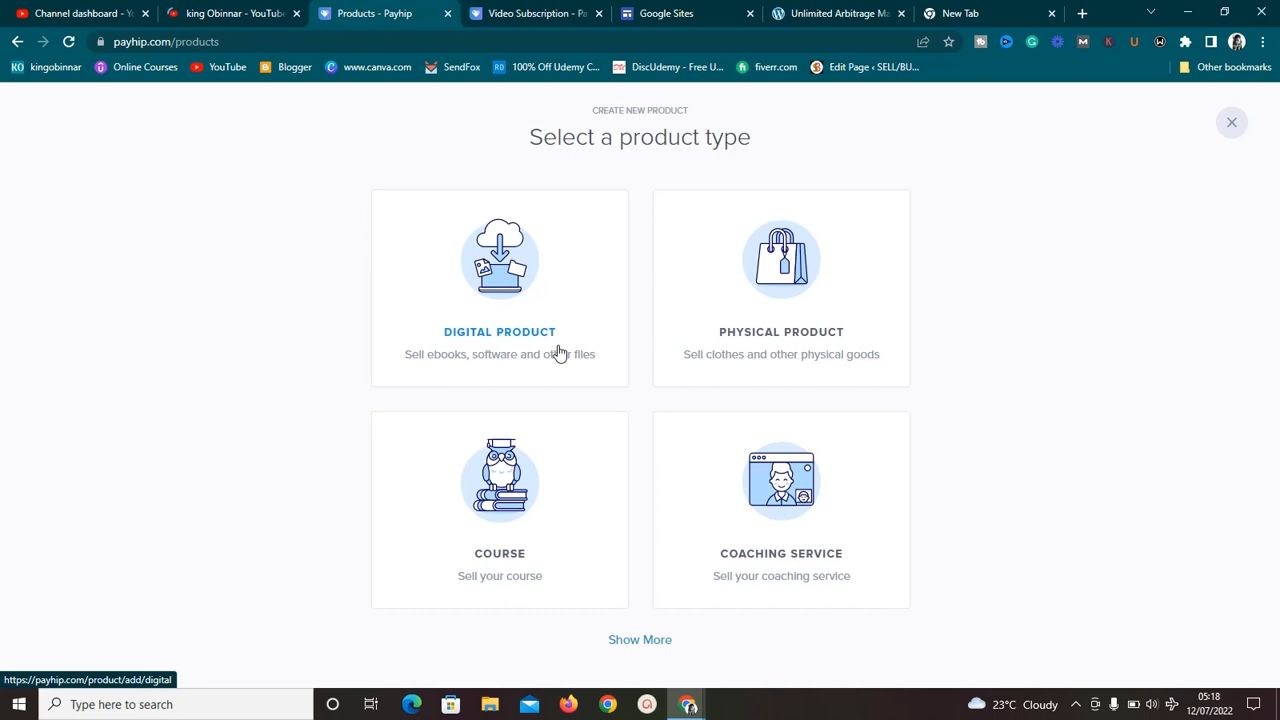 Channel dashboard - Y
king Obinnar - YouTube
Products - Payhip
Video Subscription - Pa
Google Sites
Unlimited Arbitrage Ma
New Tab
payhip.com/products
kingobinnar
Online Courses
YouTube
Blogger
www.canva.com
SendFox
100% Off Udemy C...
DiscUdemy - Free U...
fiverr.com
Edit Page ‹ SELL/BU...
Other bookmarks
CREATE NEW PRODUCT
Select a product type
DIGITAL PRODUCT
Sell ebooks, software and other files
PHYSICAL PRODUCT
Sell clothes and other physical goods
COURSE
Sell your course
COACHING SERVICE
Sell your coaching service
Show More
https://payhip.com/product/add/digital
Type here to search
23°C Cloudy
05:18
12/07/2022